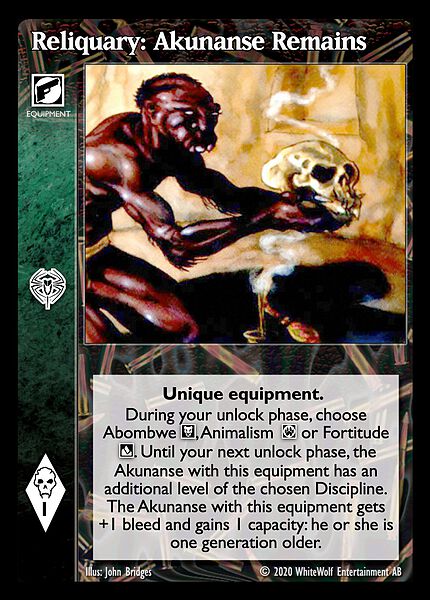 Reliquary: Akunanse Remains
EQUIPMENT
Unique equipment.
During your unlock phase, choose
Abombwe , Animalism or Fortitude
. Until your next unlock phase, the
Akunanse with this equipment has an
additional level of the chosen Discipline.
The Akunanse with this equipment gets
+1 bleed and gains 1 capacity: he or she is
one generation older.
I
Illus: John Bridges © 2020 WhiteWolf Entertainment AB